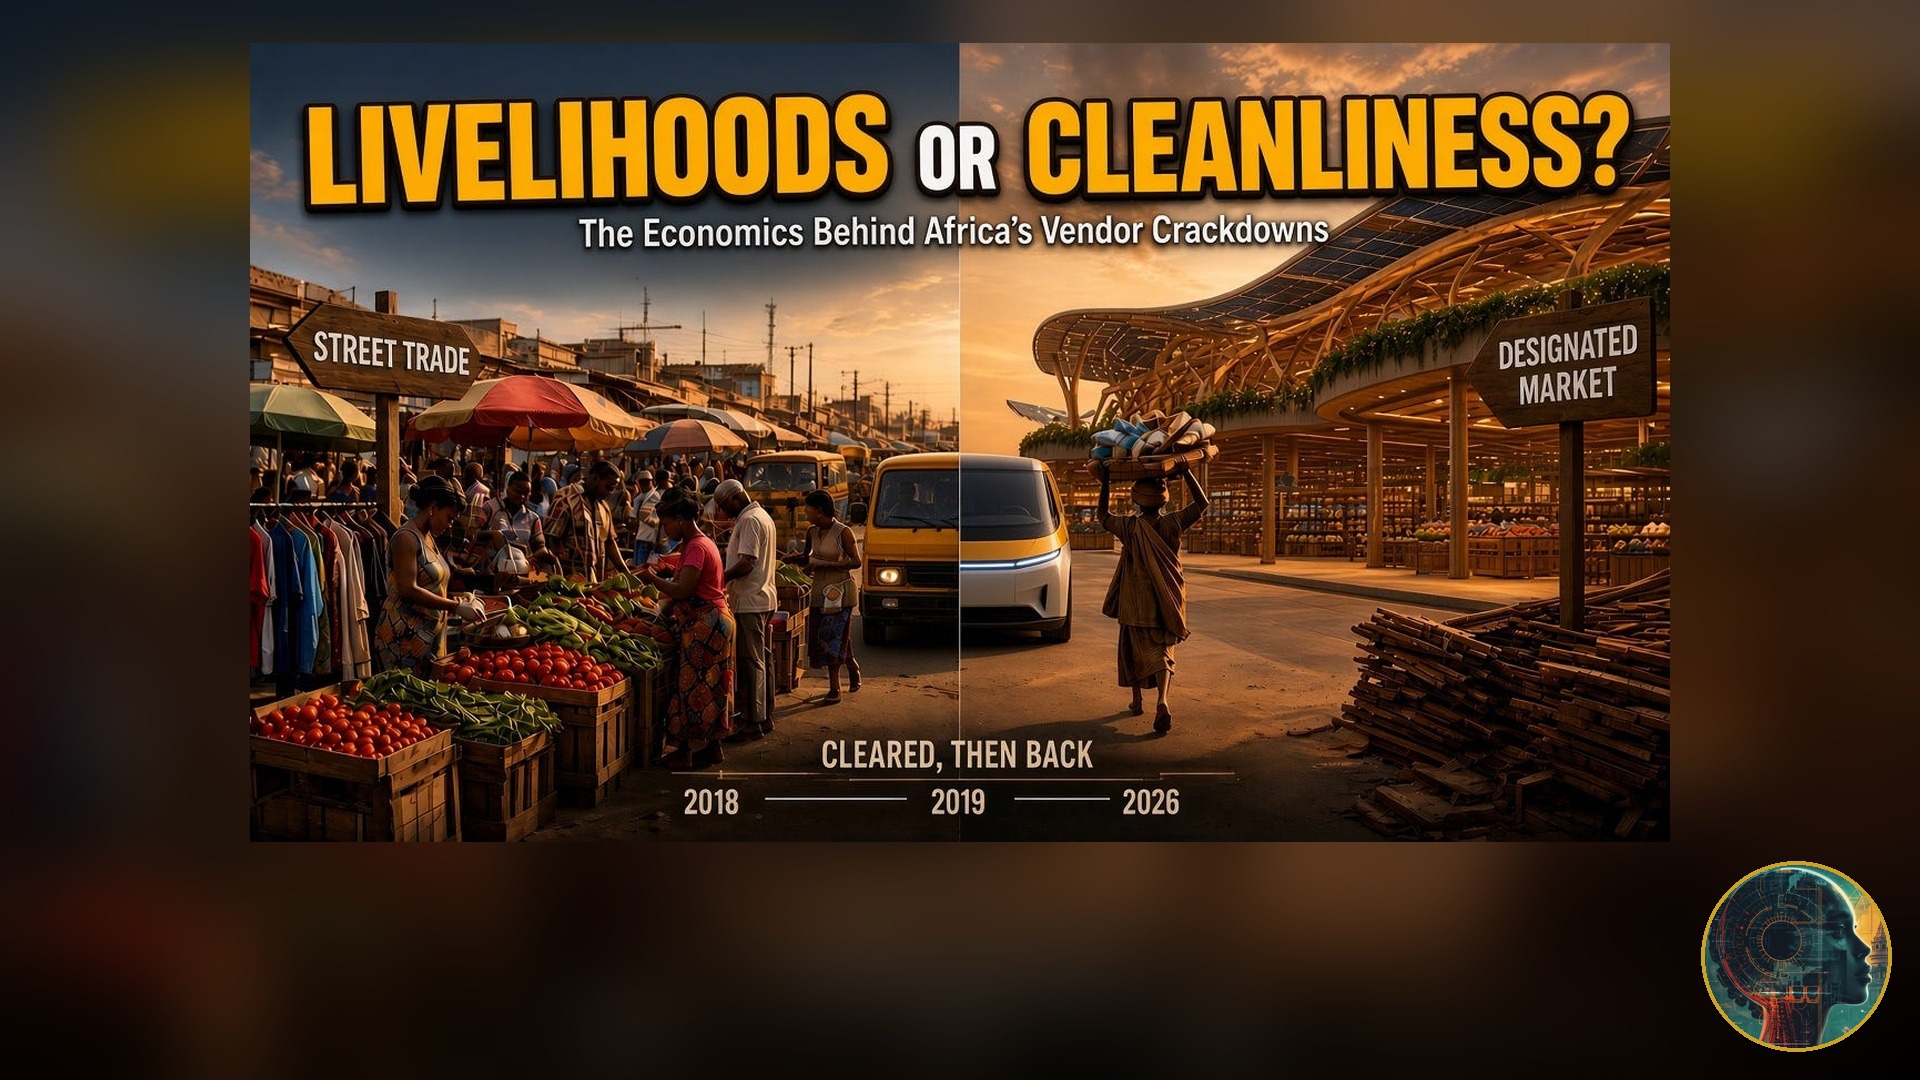 LIVELIHOODS OR CLEANLINESS?
The Economics Behind Africa's Vendor Crackdowns
STREET TRADE
DESIGNATED
MARKET
CLEARED, THEN BACK
2018 2019 2026